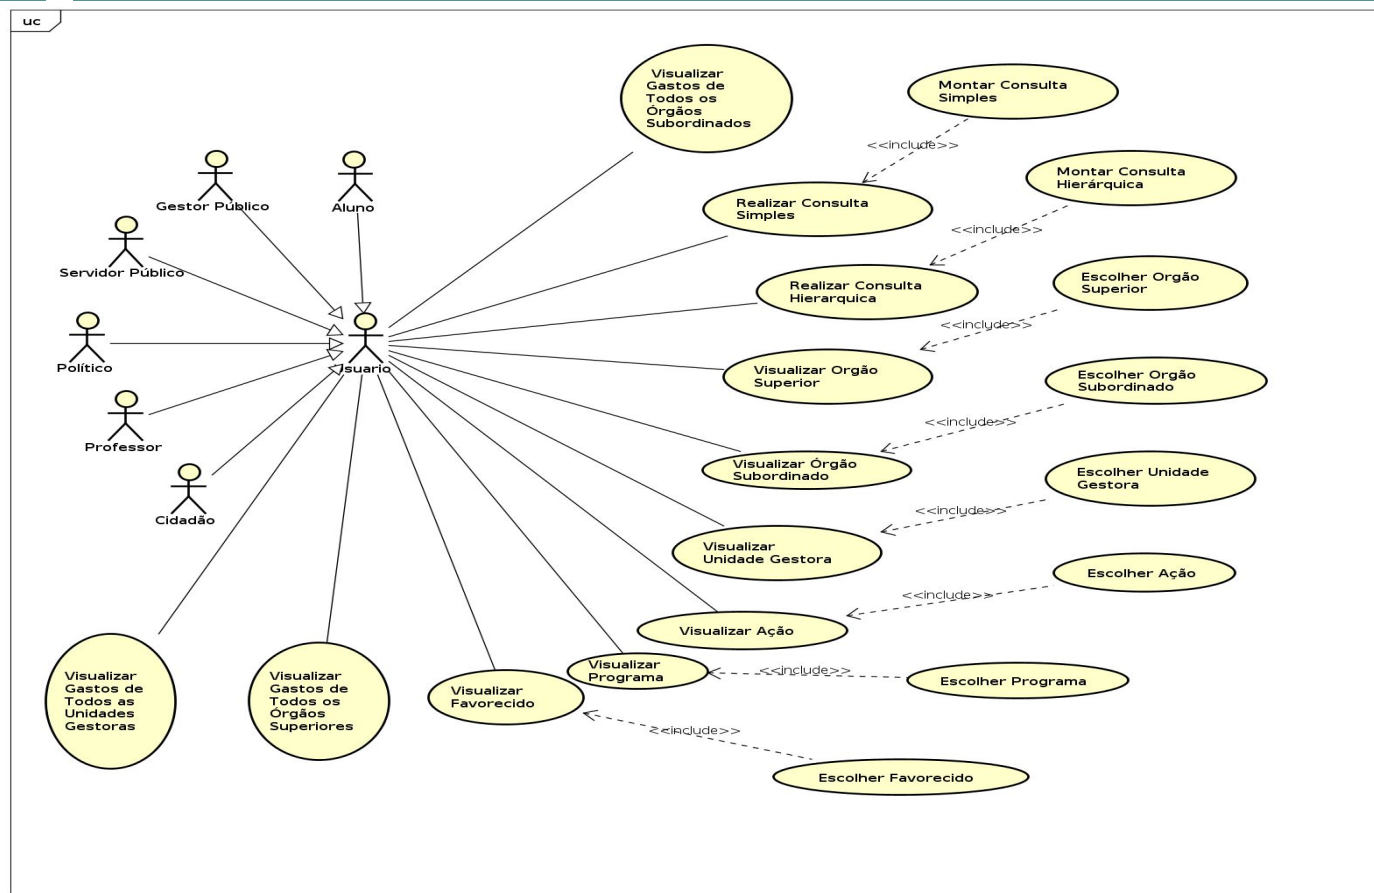 uc
Visualizar
Gastos de
Todos os
Órgãos
Subordinados
Montar Consulta
Simples
<<include>>
Gestor Público
Aluno
Montar Consulta
Hierárquica
Realizar Consulta
Simples
<<include>>
Servidor Público
Realizar Consulta
Hierarquica
Escolher Orgão
Superior
<<include>>
Político
Usuario
Visualizar Orgão
Superior
Escolher Orgão
Subordinado
<<include>>
Professor
Visualizar Órgão
Subordinado
Escolher Unidade
Gestora
<<include>>
Cidadão
Visualizar
Unidade Gestora
Escolher Ação
<<include>>
Visualizar Ação
Visualizar
Gastos de
Todos as
Unidades
Gestoras
Visualizar
Gastos de
Todos os
Órgãos
Superiores
Visualizar
Favorecido
Visualizar
Programa
<<include>>
Escolher Programa
<<include>>
Escolher Favorecido